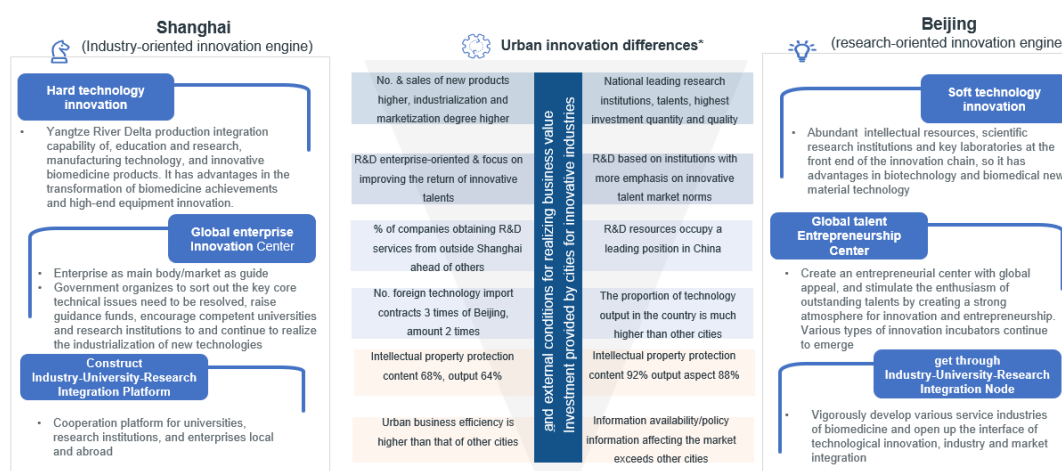 Shanghai
(Industry-oriented innovation engine)
Hard technology
innovation
• Yangtze River Delta production integration
capability of, education and research,
manufacturing technology, and innovative
biomedicine products. It has advantages in the
transformation of biomedicine achievements
and high-end equipment innovation.
Global enterprise
Innovation Center
• Enterprise as main body/market as guide
• Government organizes to sort out the key core
technical issues need to be resolved, raise
guidance funds, encourage competent universities
and research institutions to and continue to realize
the industrialization of new technologies
Construct
Industry-University-Research
Integration Platform
• Cooperation platform for universities,
research institutions, and enterprises local
and abroad
Urban innovation differences*
No. & sales of new products
higher, industrialization and
marketization degree higher
R&D enterprise-oriented & focus on
improving the return of innovative
talents
% of companies obtaining R&D
services from outside Shanghai
ahead of others
No. foreign technology import
contracts 3 times of Beijing,
amount 2 times
Intellectual property protection
content 68%, output 64%
Urban business efficiency is
higher than that of other cities
and external conditions for realizing business value
Investment provided by cities for innovative industries
National leading research
institutions, talents, highest
investment quantity and quality
R&D based on institutions with
more emphasis on innovative
talent market norms
R&D resources occupy a
leading position in China
The proportion of technology
output in the country is much
higher than other cities
Intellectual property protection
content 92% output aspect 88%
Information availability/policy
information affecting the market
exceeds other cities
Beijing
(research-oriented innovation engine
Soft technology
innovation
• Abundant intellectual resources, scientific
research institutions and key laboratories at the
front end of the innovation chain, so it has
advantages in biotechnology and biomedical new
material technology
Global talent
Entrepreneurship
Center
• Create an entrepreneurial center with global
appeal, and stimulate the enthusiasm of
outstanding talents by creating a strong
atmosphere for innovation and entrepreneurship.
Various types of innovation incubators continue
to emerge
get through
Industry-University-Research
Integration Node
• Vigorously develop various service industries
of biomedicine and open up the interface of
technological innovation, industry and market
integration